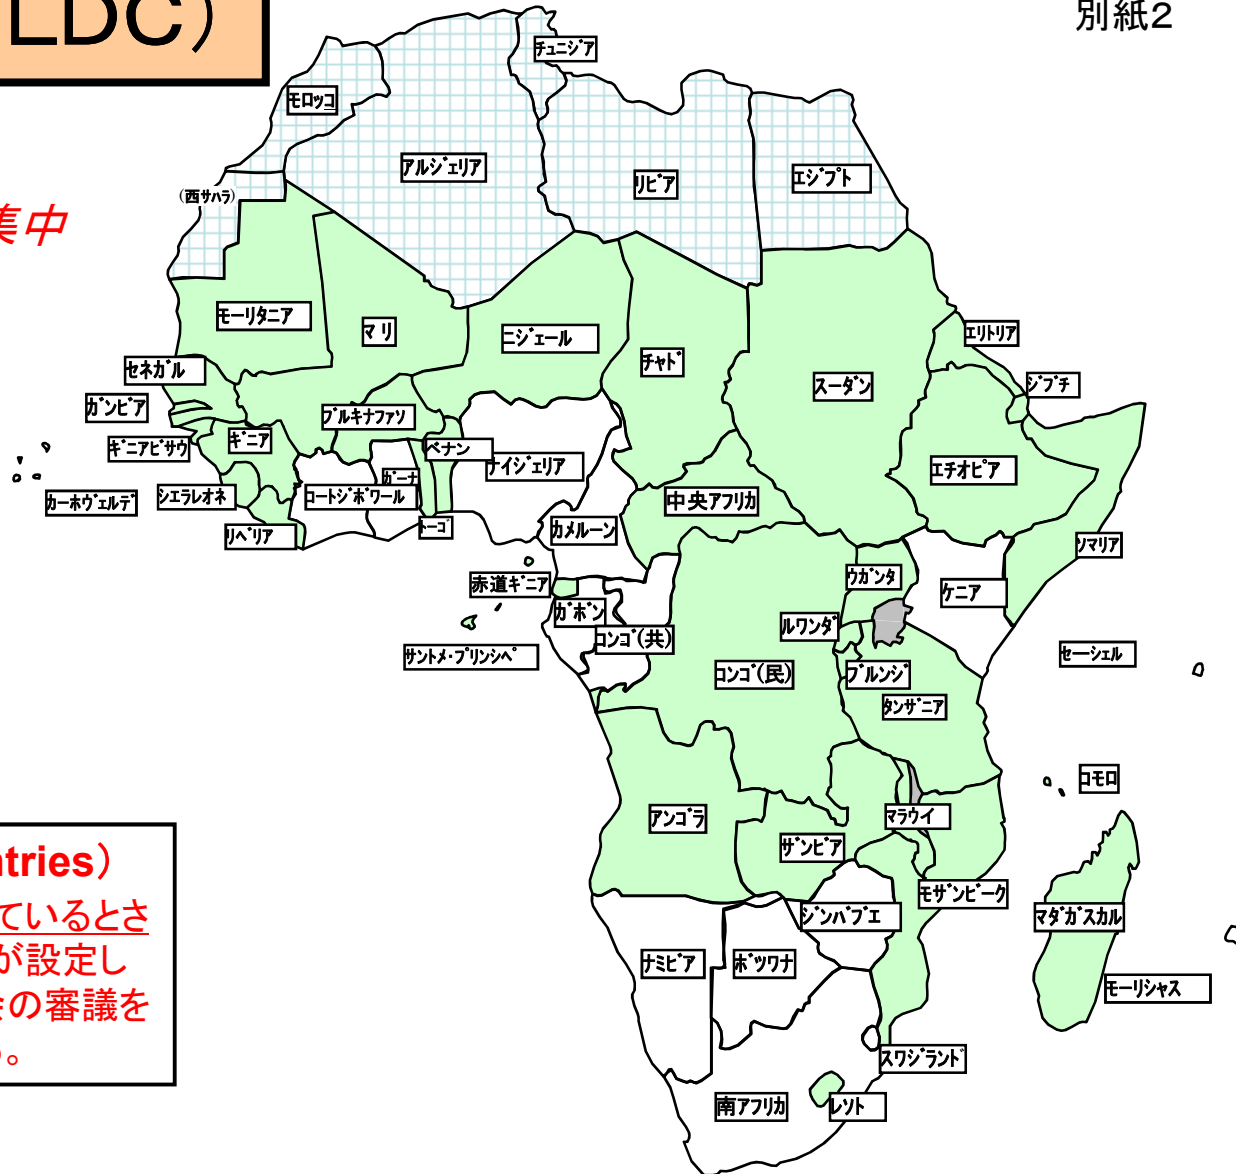 LDC）
別紙２
集中
チュニジア
モロッコ
アルジェリア
リビア
エジプト
(西サハラ)
モーリタニア
マリ
ニジェール
チャド
スーダン
エリトリア
ジブチ
セネガル
ガンビア
ギニアビサウ
ギニア
ブルキナファソ
ベナン
ナイジェリア
エチオピア
カーホヴェルデ
シエラレオネ
コートジボワール
ガーナ
トーゴ
中央アフリカ
リベリア
カメルーン
ソマリア
赤道ギニア
ウガンダ
ケニア
ガボン
コンゴ(共)
ルワンダ
サントメ・プリンシペ
コンゴ(民)
ブルンジ
セーシェル
タンザニア
コモロ
アンゴラ
マラウイ
ザンビア
モザンビーク
ジンバブエ
マダガスカル
ナミビア
ボツワナ
モーリシャス
スワジランド
南アフリカ
レソト
ntries）
ているとさ
が設定し
会の審議を
。